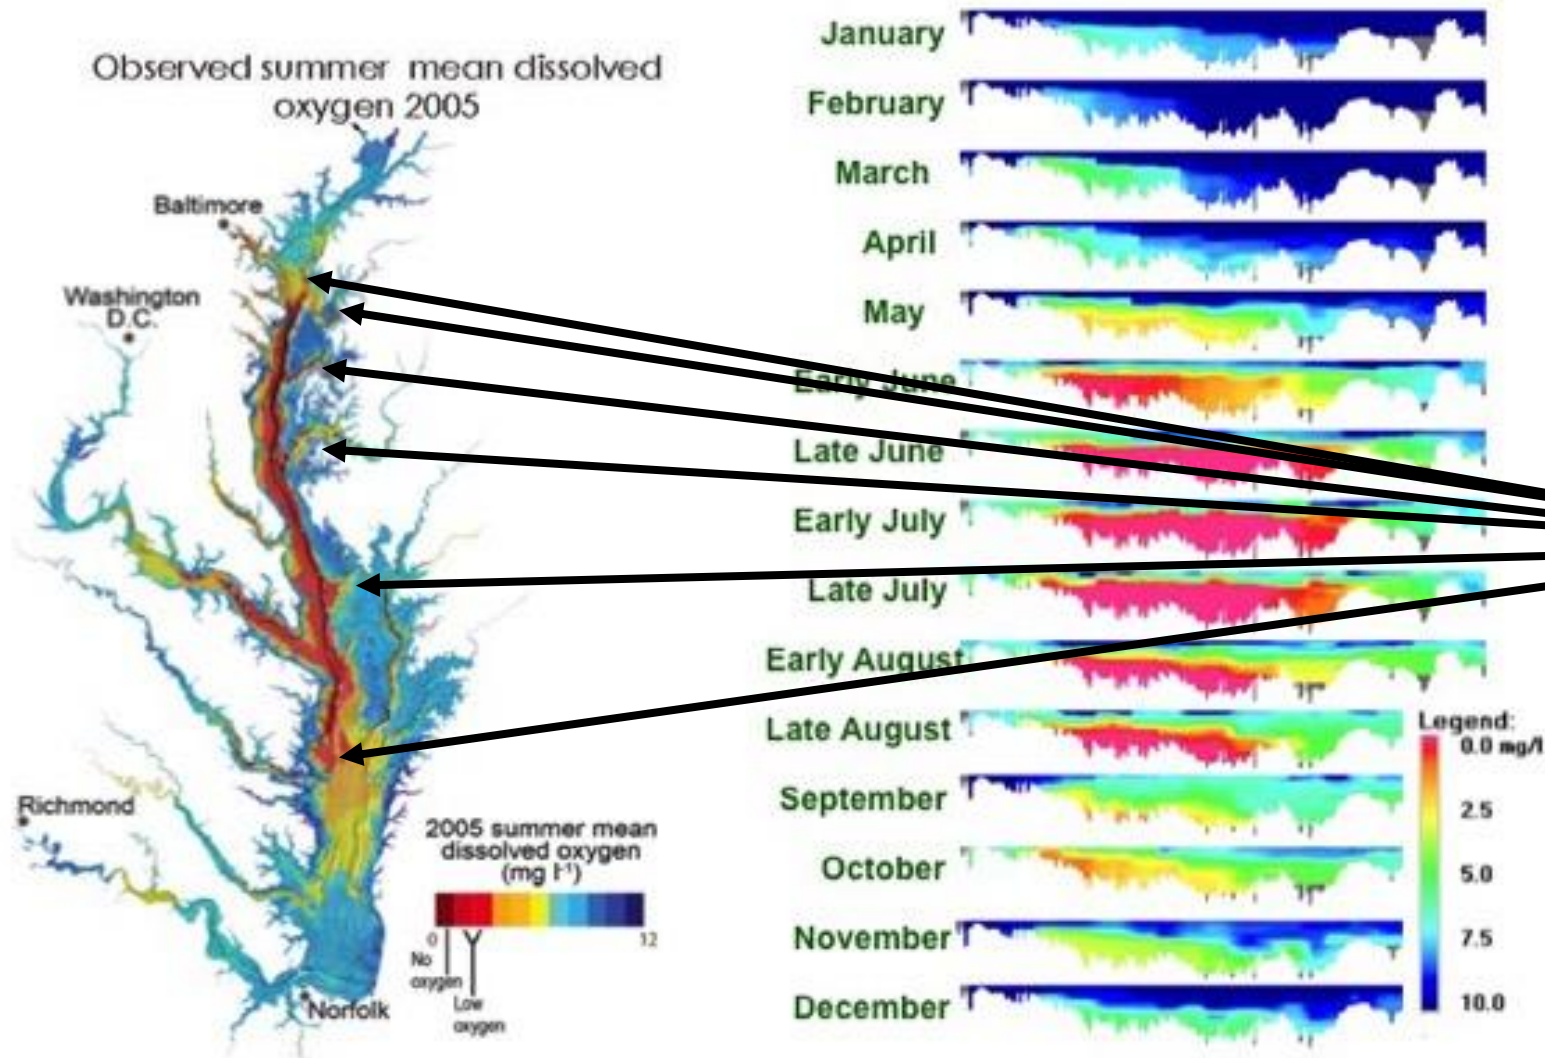 Observed summer mean dissolved
oxygen 2005
Baltimore
Washington
D.C.
Richmond
Norfolk
2005 summer mean
dissolved oxygen
(mg l-1)
0
12
No
oxygen
Low
oxygen
January
February
March
April
May
Early June
Late June
Early July
Late July
Early August
Late August
September
October
November
December
Legend:
0.0 mg/l
2.5
5.0
7.5
10.0